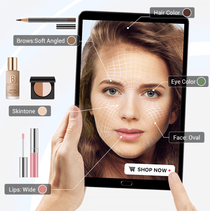 Hair Color
Brows:Soft Angled
Eye Color
Skintone
Face: Oval
SHOP NOW
Lips: Wide